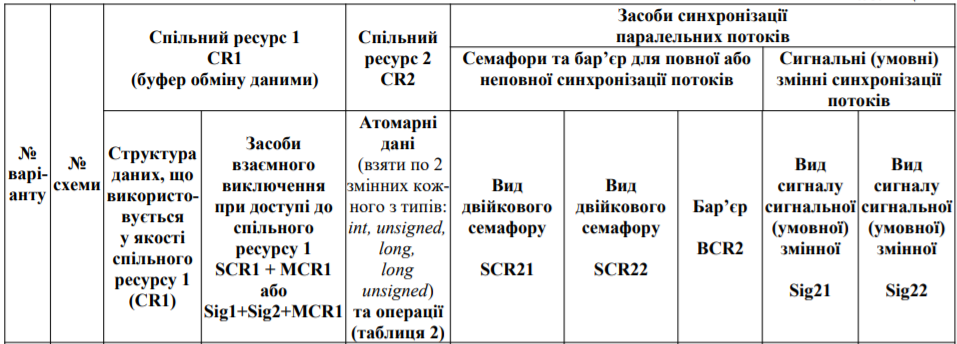 №
варі-
анту
№
схеми
Спільний ресурс 1
CR1
(буфер обміну даними)
Спільний
ресурс 2
CR2
Засоби синхронізації
паралельних потоків
Семафори та бар’єр для повної або
неповної синхронізації потоків
Сигнальні (умовні)
змінні синхронізації
потоків
Структура
даних, що
використо-
вується
у якості
спільного
ресурсу 1
(CR1)
Засоби
взаємного
виключення
при доступі до
спільного
ресурсу 1
SCR1 + MCR1
або
Sig1+Sig2+MCR1
Атомарні
дані
(взяти по 2
змінних кож-
ного з типів:
int, unsigned,
long,
long
unsigned)
та операції
(таблиця 2)
Вид
двійкового
семафору
SCR21
Вид
двійкового
семафору
SCR22
Бар’єр
BCR2
Вид
сигналу
сигнальної
(умовної)
змінної
Sig21
Вид
сигналу
сигнальної
(умовної)
змінної
Sig22